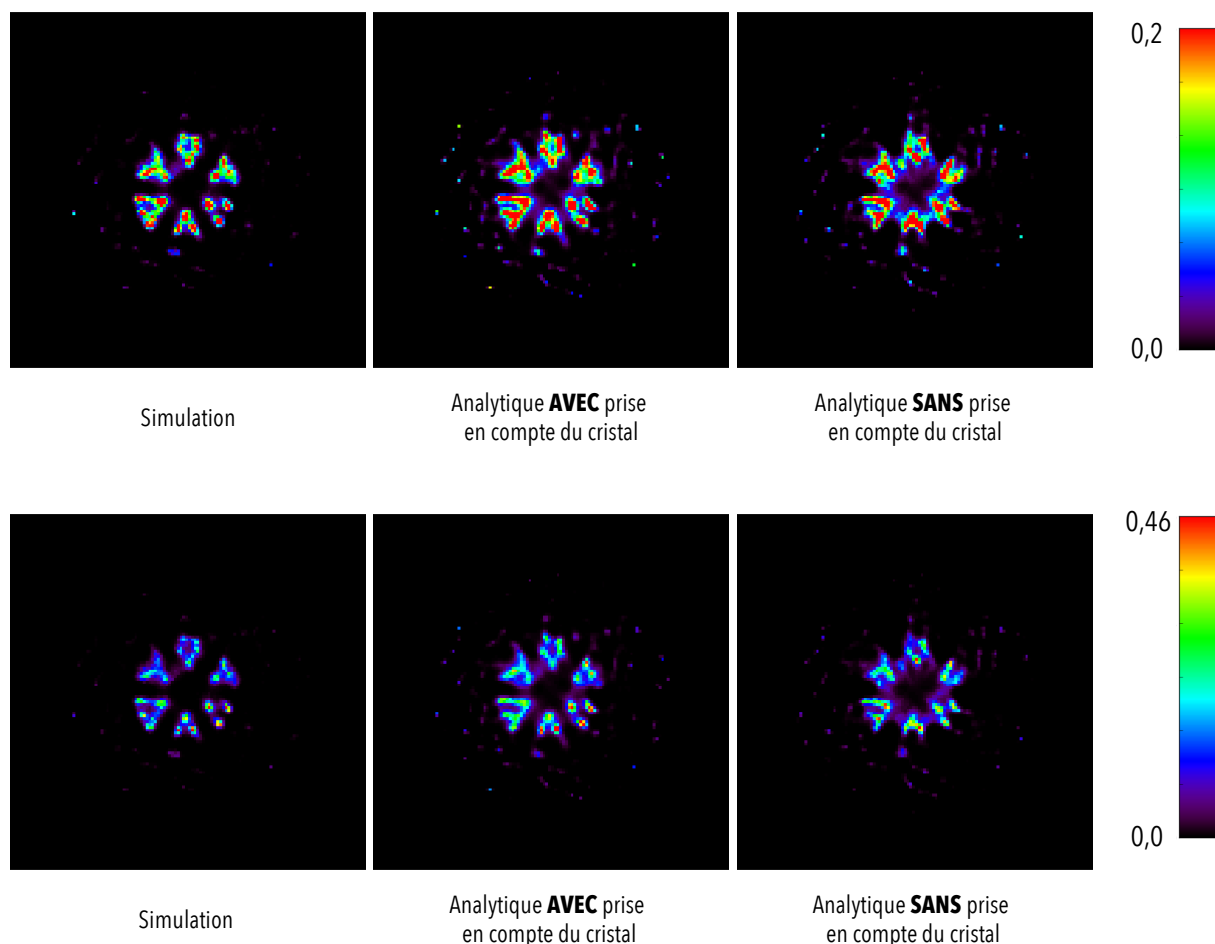 0,2
0,0
Simulation
Analytique AVEC prise
en compte du cristal
Analytique SANS prise
en compte du cristal
0,46
0,0
Simulation
Analytique AVEC prise
en compte du cristal
Analytique SANS prise
en compte du cristal